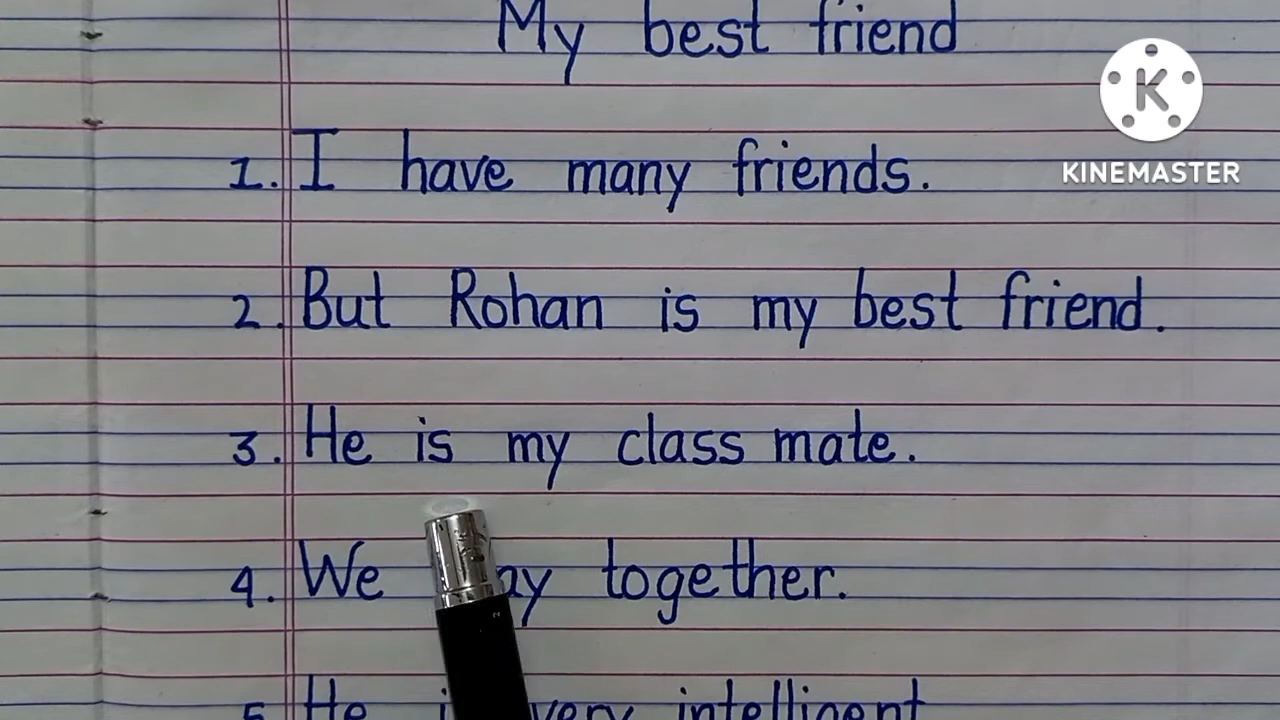 My best friend
KINEMASTER
1. I have many friends.
2. But Rohan is my best friend.
3. He is my class mate.
4. We together.
5. He very intelligent